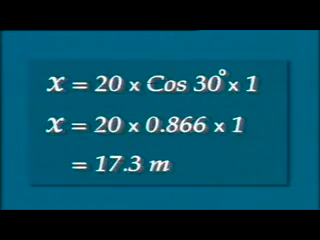 x = 20 x Cos 30° x 1
x = 20 x 0.866 x 1
= 17.3 m